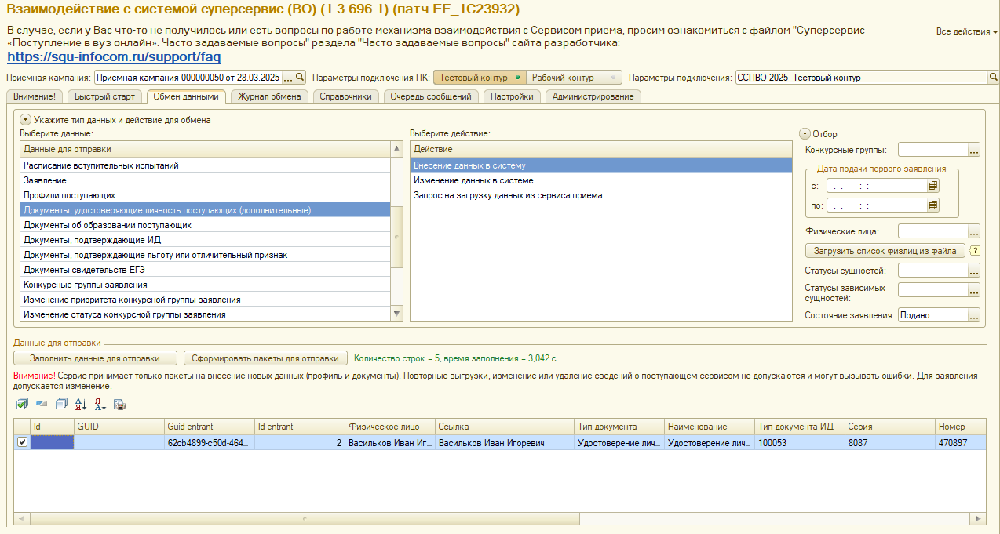 Взаимодействие с системой суперсервис (ВО) (1.3.696.1) (патч EF_1C23932)
В случае, если у Вас что-то не получилось или есть вопросы по работе механизма взаимодействия с Сервисом приема, просим ознакомиться с файлом "Суперсервис
«Поступление в вуз онлайн». Часто задаваемые вопросы" раздела "Часто задаваемые вопросы" сайта разработчика:
https://sgu-infocom.ru/support/faq
Все действия
Приемная кампания: Приемная кампания 000000050 от 28.03.2025 ... Параметры подключения ПК: Тестовый контур Рабочий контур Параметры подключения: ССПВО 2025_Тестовый контур
Внимание! Быстрый старт Обмен данными Журнал обмена Справочники Очередь сообщений Настройки Администрирование
Укажите тип данных и действие для обмена
Выберите данные:
Данные для отправки
Расписание вступительных испытаний
Заявление
Профили поступающих
Документы, удостоверяющие личность поступающих (дополнительные)
Документы об образовании поступающих
Документы, подтверждающие ИД
Документы, подтверждающие льготу или отличительный признак
Документы свидетельств ЕГЭ
Конкурсные группы заявления
Изменение приоритета конкурсной группы заявления
Изменение статуса конкурсной группы заявления
Выберите действие:
Действие
Внесение данных в систему
Изменение данных в системе
Запрос на загрузку данных из сервиса приема
Отбор
Конкурсные группы: ...
Дата подачи первого заявления
с: . . : :
по: . . : :
Физические лица: ...
Загрузить список физлиц из файла ?
Статусы сущностей: ...
Статусы зависимых
сущностей: ...
Состояние заявления: Подано ...
Данные для отправки
Заполнить данные для отправки Сформировать пакеты для отправки Количество строк = 5, время заполнения = 3,042 с.
Внимание! Сервис принимает только пакеты на внесение новых данных (профиль и документы). Повторные выгрузки, изменение или удаление сведений о поступающем сервисом не допускаются и могут вызывать ошибки. Для заявления
допускается изменение.
Id GUID Guid entrant Id entrant Физическое лицо Ссылка Тип документа Наименование Тип документа ИД Серия Номер
62cb4899-c50d-464... 2 Васильков Иван Иг... Васильков Иван Игоревич Удостоверение лич... Удостоверение лич... 100053 8087 470897